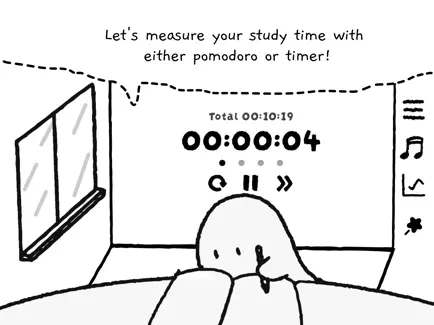 Let's measure your study time with
either pomodoro or timer!
Total 00:10:19
00:00:04